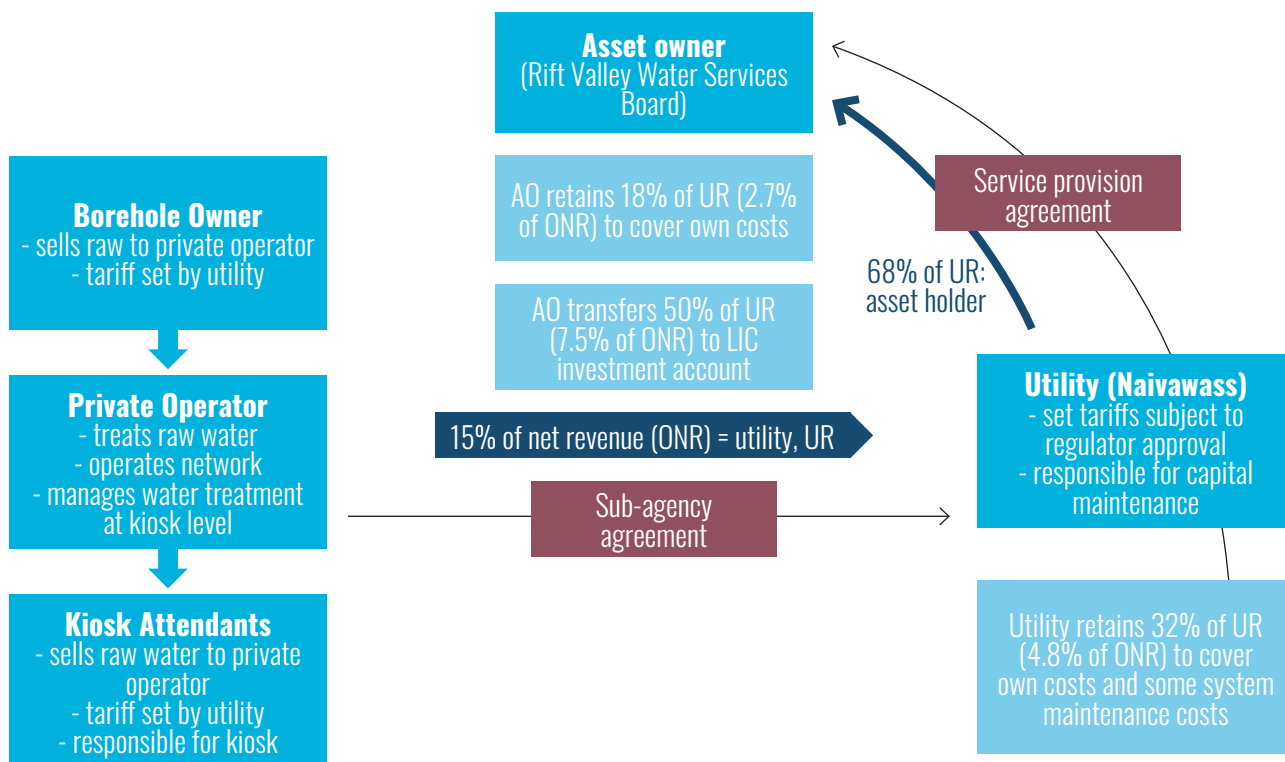 Asset owner
(Rift Valley Water Services
Board)
AO retains 18% of UR (2.7%
of ONR) to cover own costs
AO transfers 50% of UR
(7.5% of ONR) to LIC
investment account
Borehole Owner
- sells raw to private operator
- tariff set by utility
Private Operator
- treats raw water
- operates network
- manages water treatment
at kiosk level
Kiosk Attendants
- sells raw water to private
operator
- tariff set by utility
- responsible for kiosk
15% of net revenue (ONR) = utility, UR
Sub-agency
agreement
Service provision
agreement
68% of UR:
asset holder
Utility (Naivawass)
- set tariffs subject to
regulator approval
- responsible for capital
maintenance
Utility retains 32% of UR
(4.8% of ONR) to cover
own costs and some system
maintenance costs